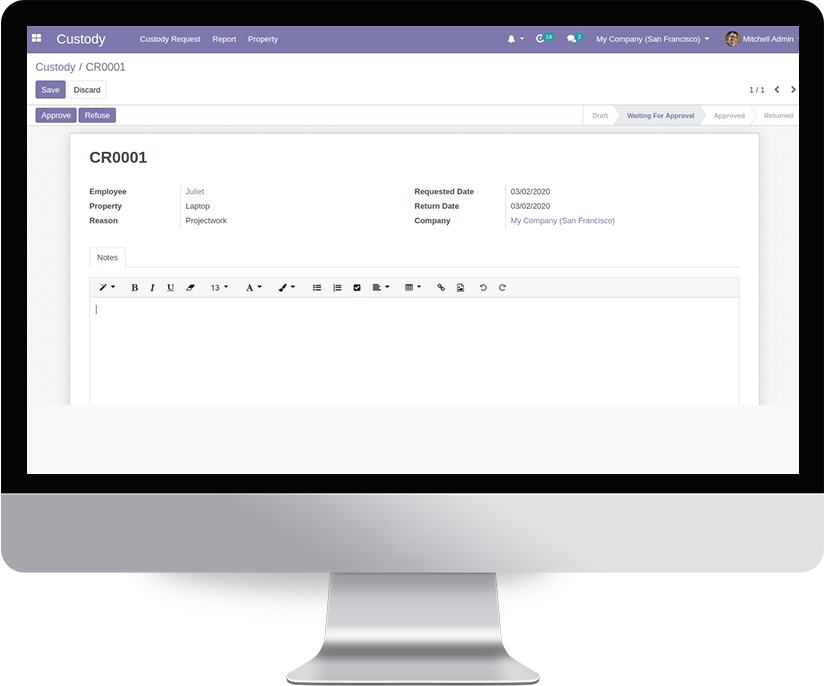 Custody Custody Request Report Property 18 2 My Company (San Francisco) Mitchell Admin
Custody / CR0001
Save Discard 1 / 1
Approve Refuse Draft Waiting For Approval Approved Returned
CR0001
Employee Juliet Requested Date 03/02/2020
Property Laptop Return Date 03/02/2020
Reason Projectwork Company My Company (San Francisco)
Notes
B I U 13 A